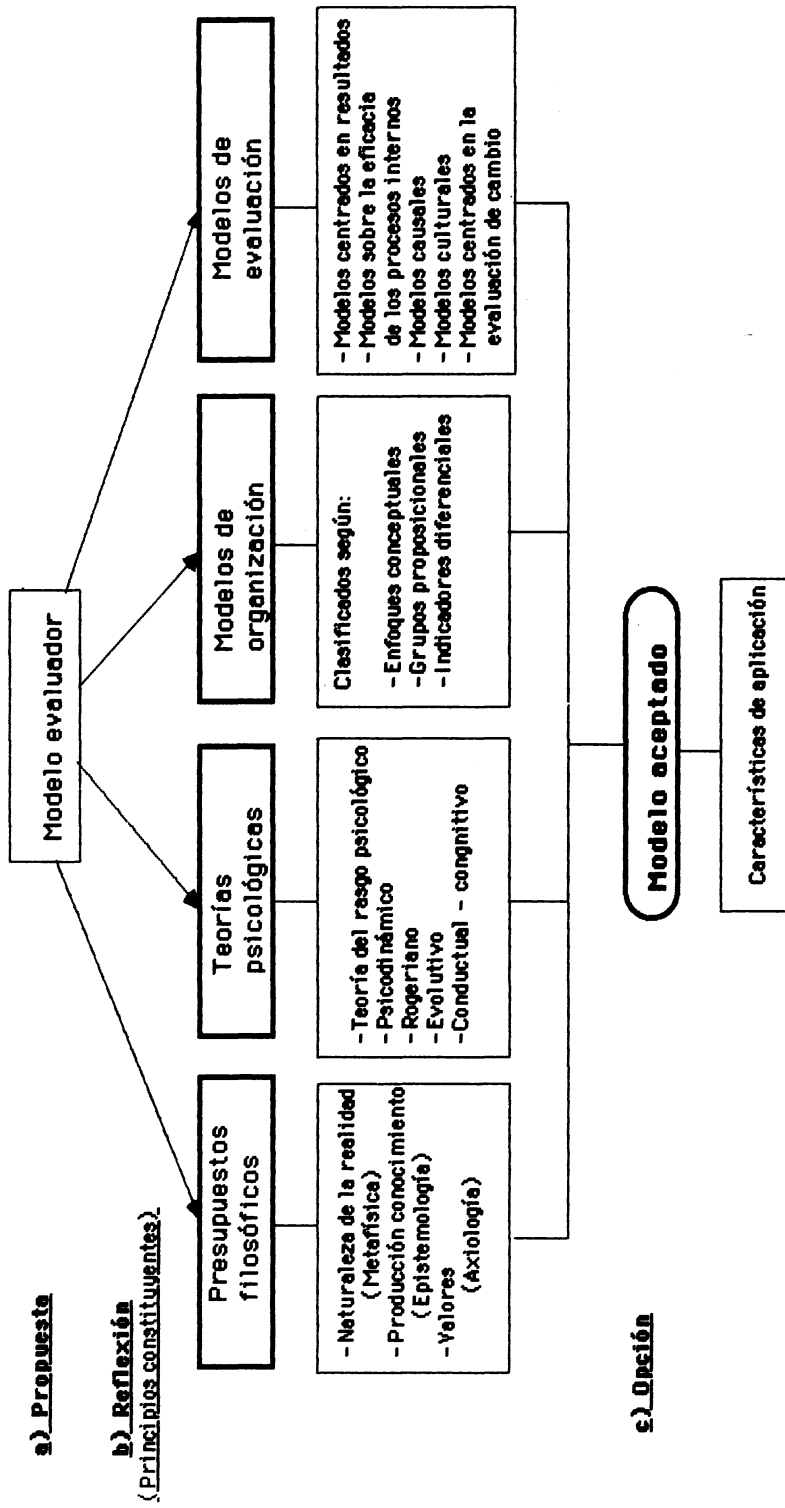 a) Propuesta
Modelo evaluador
b) Reflexión
(Principios constituyentes)
Presupuestos
filosóficos
Teorías
psicológicas
Modelos de
organización
Modelos de
evaluación
-Naturaleza de la realidad
(Metafísica)
-Producción conocimiento
(Epistemología)
-Valores
(Axiología)
-Teoría del rasgo psicológico
-Psicodinámico
-Rogeriano
-Evolutivo
-Conductual - congnitivo
Clasificados según:
-Enfoques conceptuales
-Grupos proposicionales
-Indicadores diferenciales
-Modelos centrados en resultados
-Modelos sobre la eficacia
de los procesos internos
-Modelos causales
-Modelos culturales
-Modelos centrados en la
evaluación de cambio
c) Opción
Modelo aceptado
Características de aplicación